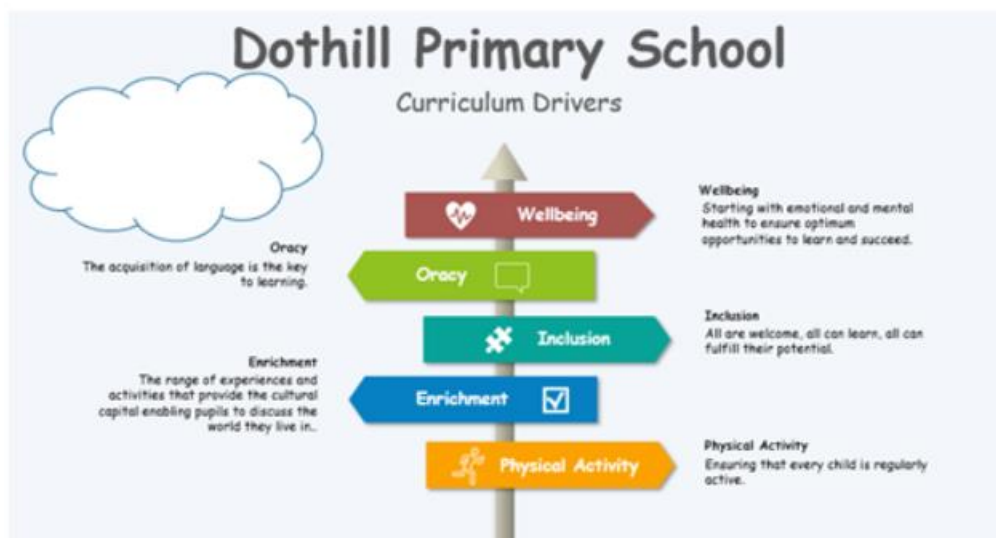 Dothill Primary School
Curriculum Drivers
Wellbeing
Wellbeing
Starting with emotional and mental
health to ensure optimum
opportunities to learn and succeed.
Oracy
The acquisition of language is the key
to learning.
Oracy
Inclusion
Inclusion
All are welcome, all can learn, all can
fulfill their potential.
Enrichment
The range of experiences and
activities that provide the cultural
capital enabling pupils to discuss the
world they live in..
Enrichment
Physical Activity
Physical Activity
Ensuring that every child is regularly
active.